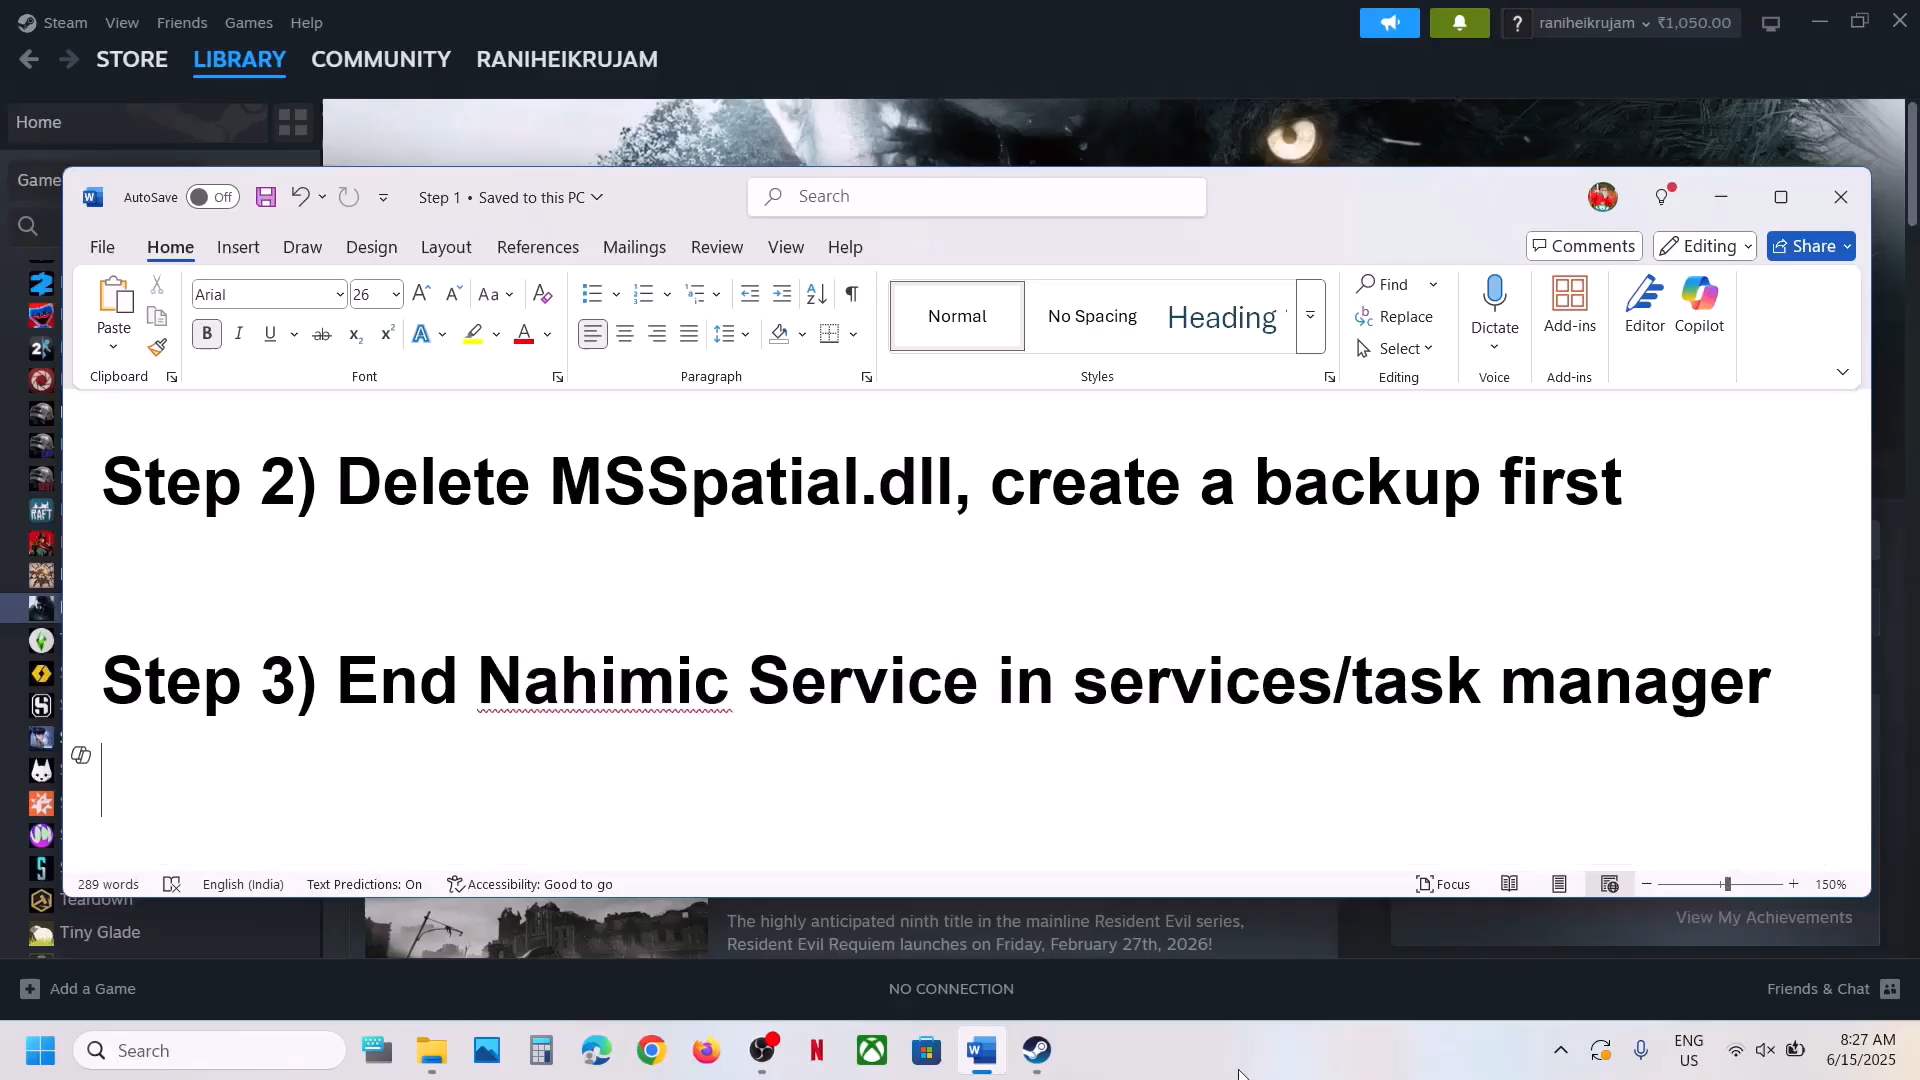 Steam View Friends Games Help
? raniheikrujam ₹1,050.00
STORE LIBRARY COMMUNITY RANIHEIKRUJAM
Home
Game
AutoSave Off Step 1 • Saved to this PC
Search
File Home Insert Draw Design Layout References Mailings Review View Help
Comments Editing Share
Paste
Arial 26
Aa
Normal No Spacing Heading
Find
Replace
Select
Dictate
Add-ins
Editor Copilot
Clipboard Font Paragraph Styles Editing Voice Add-ins
Step 2) Delete MSSpatial.dll, create a backup first
Step 3) End Nahimic Service in services/task manager
289 words English (India) Text Predictions: On Accessibility: Good to go Focus 150%
Teardown
Tiny Glade
The highly anticipated ninth title in the mainline Resident Evil series,
Resident Evil Requiem launches on Friday, February 27th, 2026!
View My Achievements
Add a Game NO CONNECTION Friends & Chat
Search
ENG
US
8:27 AM
6/15/2025